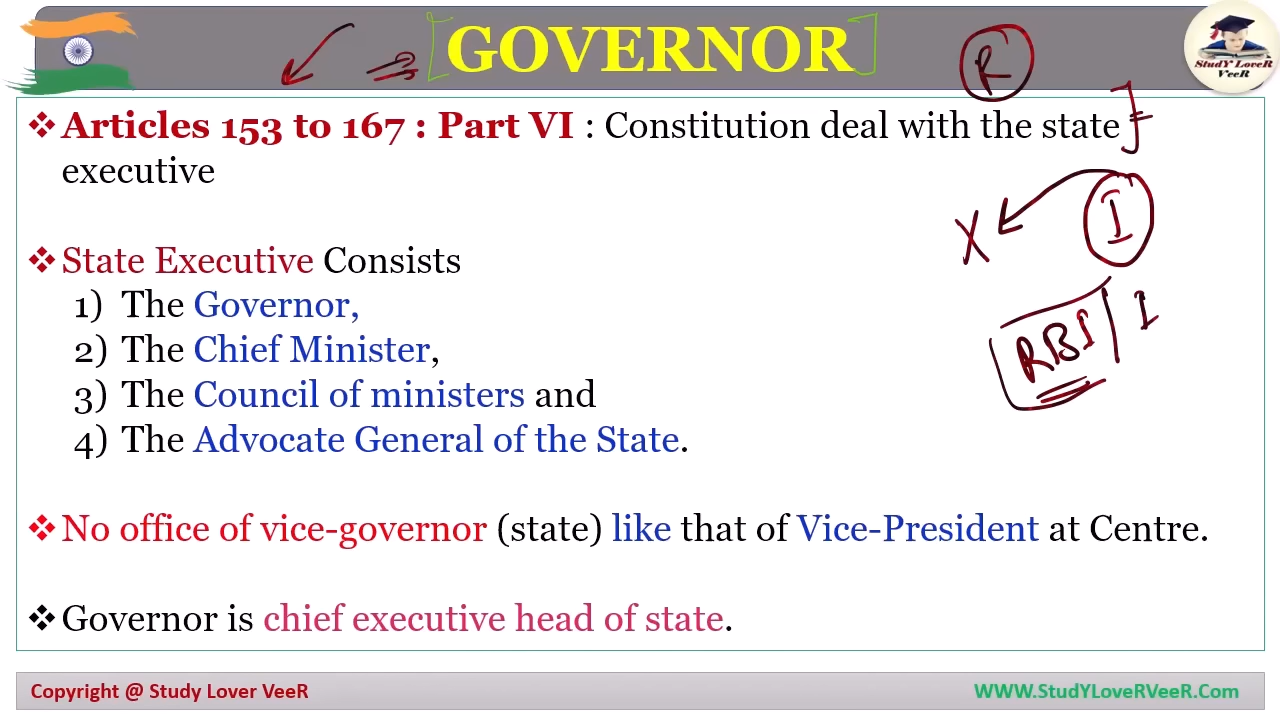 GOVERNOR
R
StudY LoveR
VeeR
❖ Articles 153 to 167 : Part VI : Constitution deal with the state
executive
I
X
❖ State Executive Consists
1) The Governor,
I
2) The Chief Minister,
RBI
3) The Council of ministers and
4) The Advocate General of the State.
❖ No office of vice-governor (state) like that of Vice-President at Centre.
❖ Governor is chief executive head of state.
Copyright @ Study Lover VeeR
WWW.StudYLoveRVeeR.Com